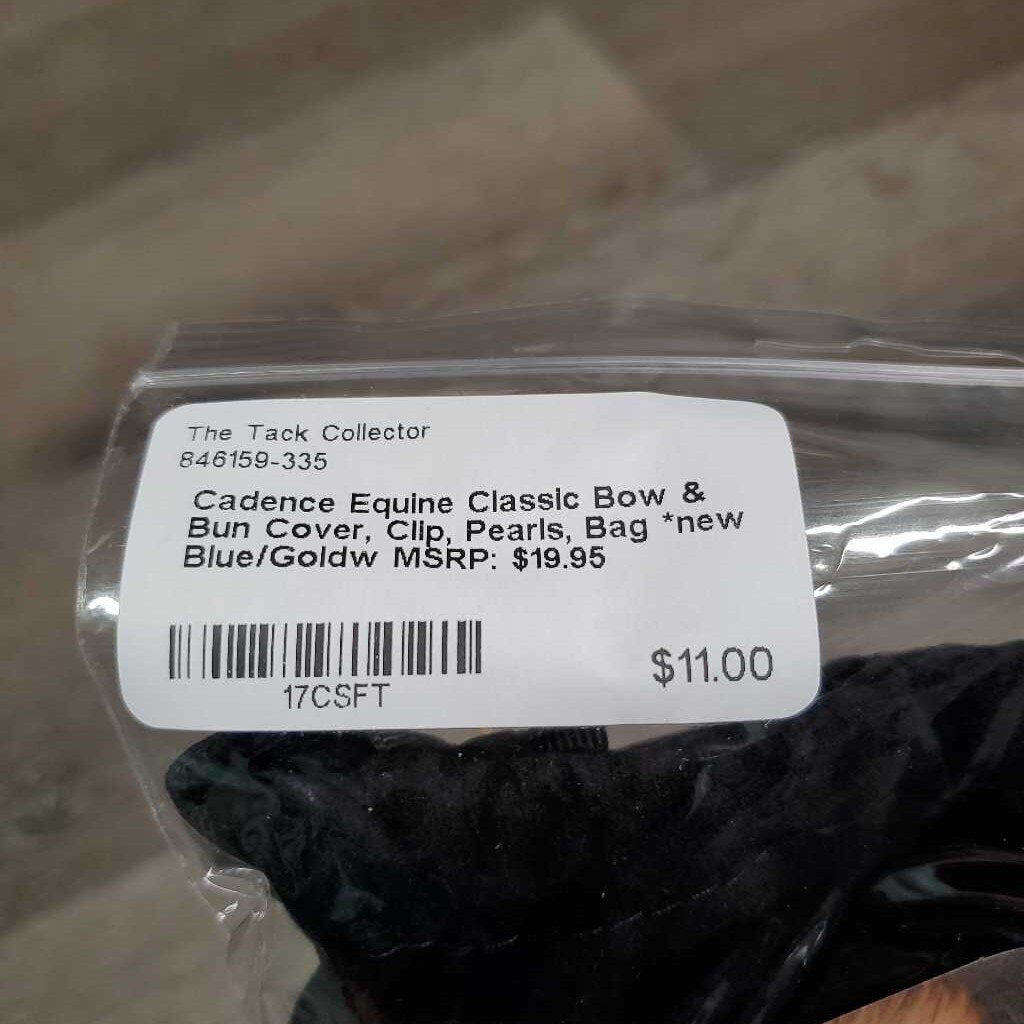 The Tack Collector
846159-335
Cadence Equine Classic Bow &
Bun Cover, Clip, Pearls, Bag *new
Blue/Goldw MSRP: $19.95
17CSFT
$11.00